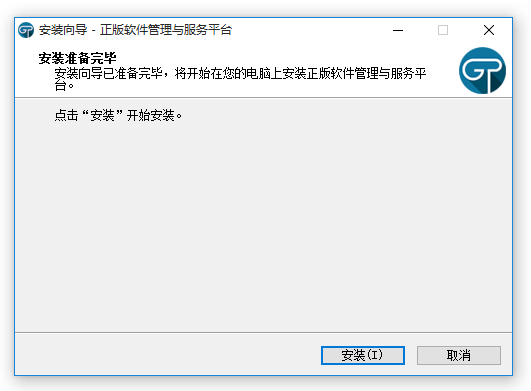 安装向导 - 正版软件管理与服务平台
安装准备完毕
安装向导已准备完毕，将开始在您的电脑上安装正版软件管理与服务平
台。
点击“安装”开始安装。
安装(I)
取消